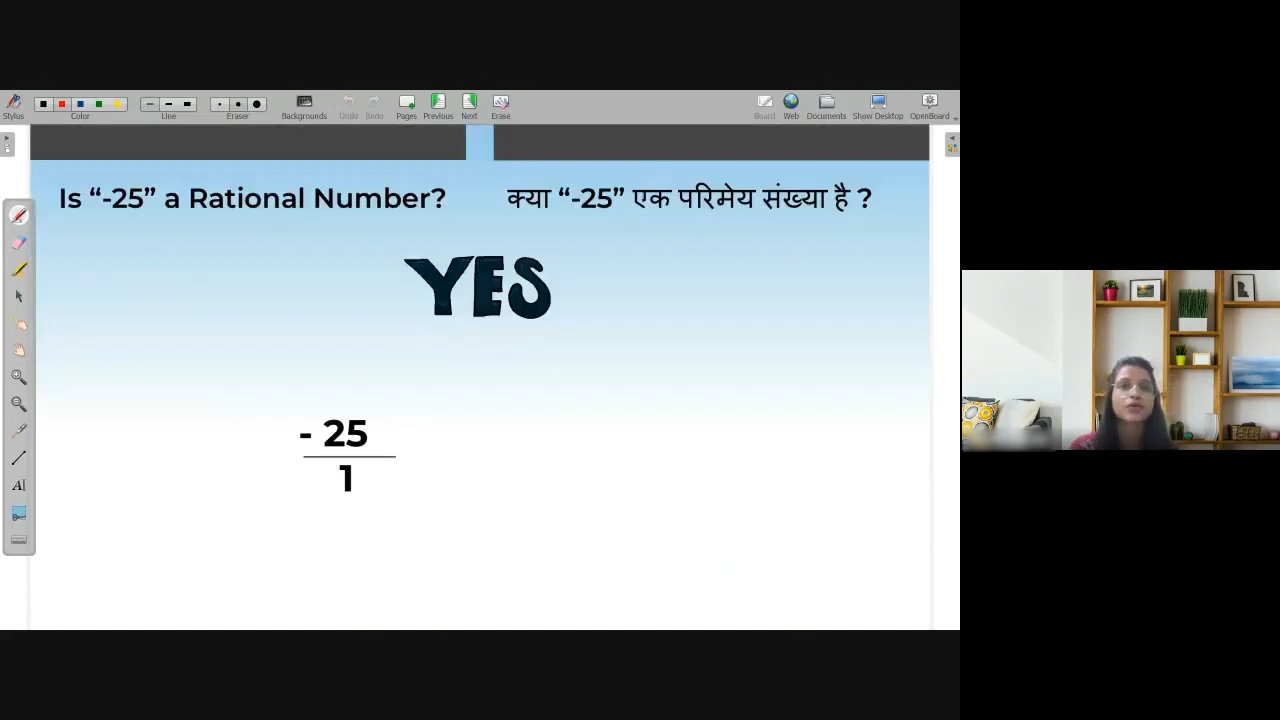 Stylus Color Line Eraser Backgrounds Undo Redo Pages Previous Next Erase Board Web Documents Show Desktop OpenBoard
Is “-25” a Rational Number? क्या “-25” एक परिमेय संख्या है ?
YES
- 25
1